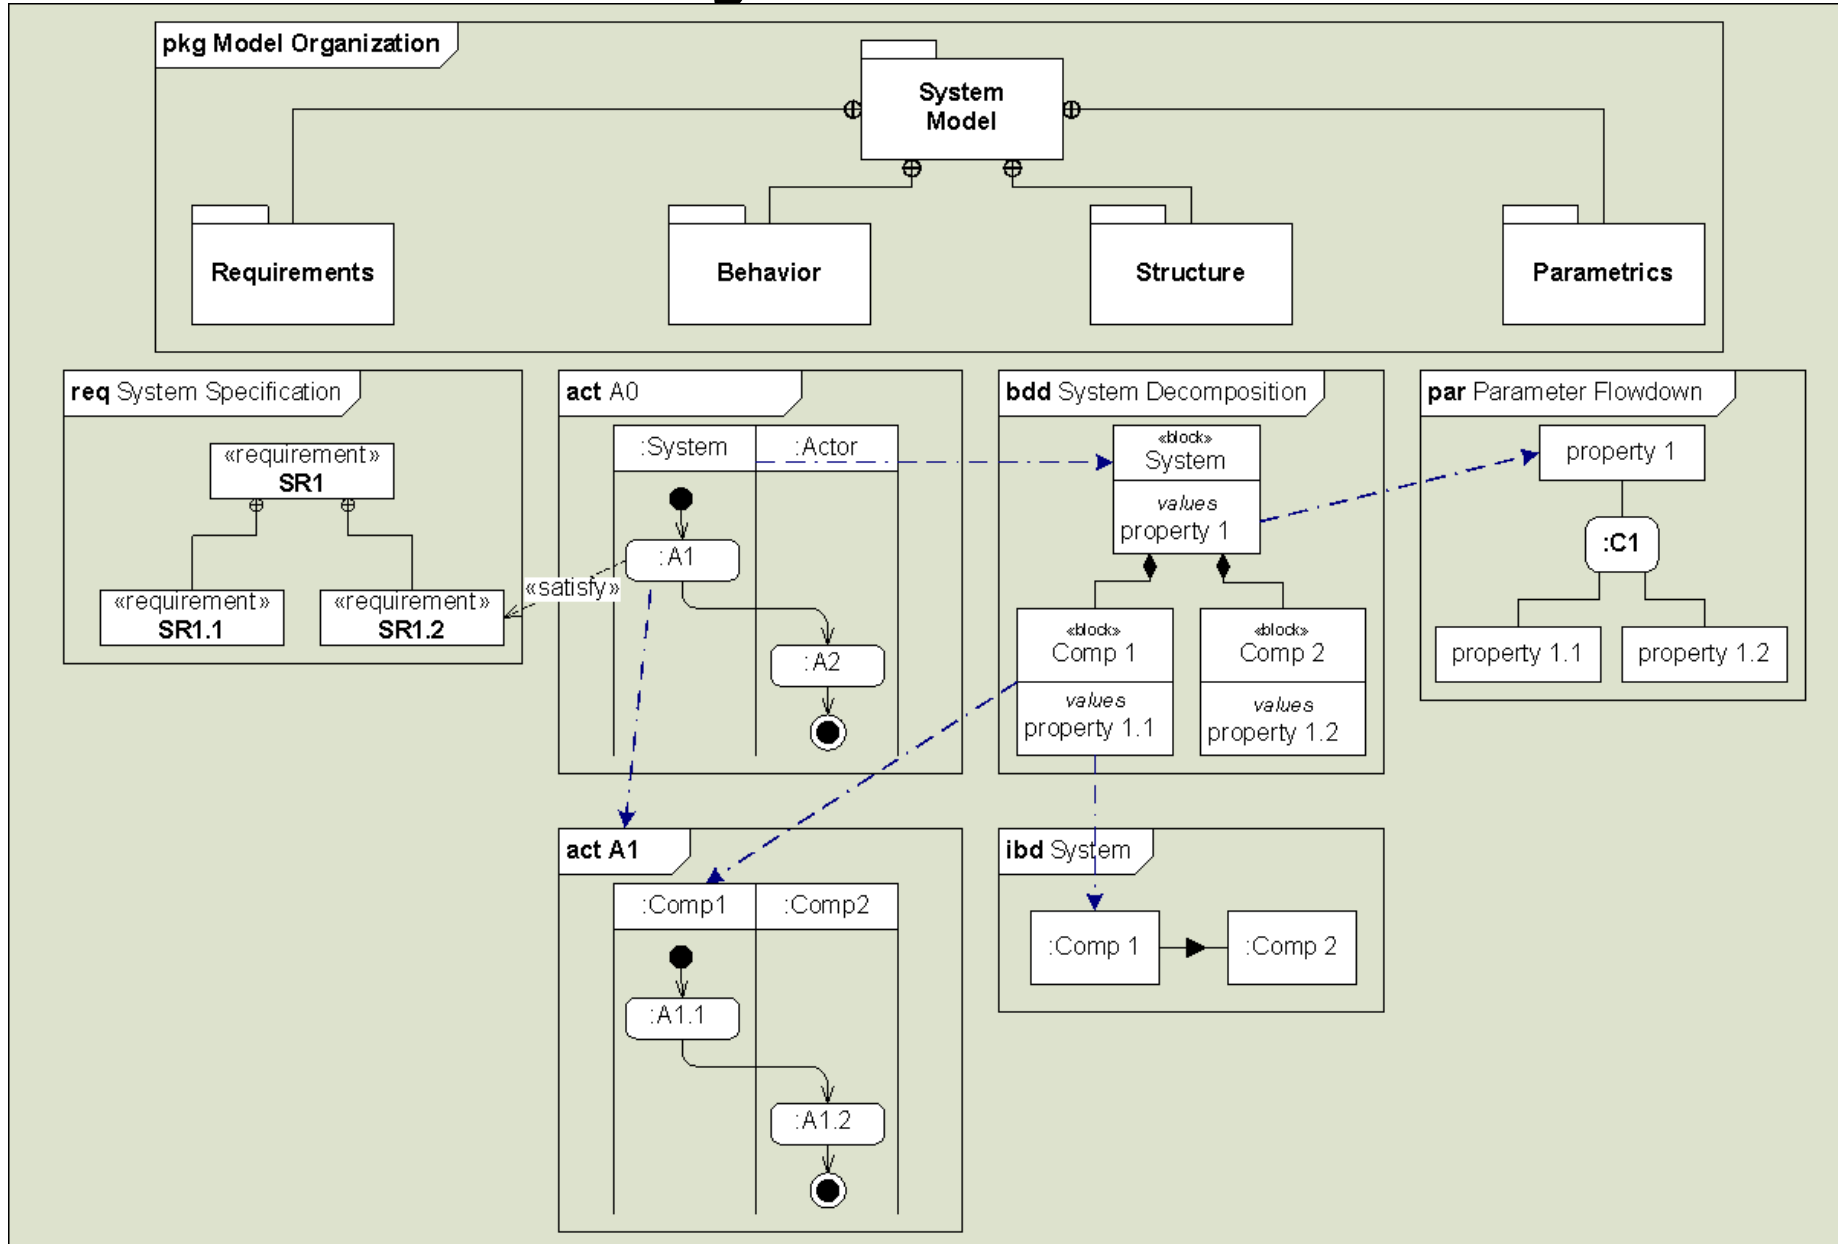 pkg Model Organization
System
Model
Requirements
Behavior
Structure
Parametrics
req System Specification
«requirement»
SR1
«requirement»
SR1.1
«requirement»
SR1.2
«satisfy»
act A0
:System
:Actor
:A1
:A2
bdd System Decomposition
«block»
System
values
property 1
«block»
Comp 1
values
property 1.1
«block»
Comp 2
values
property 1.2
par Parameter Flowdown
property 1
:C1
property 1.1
property 1.2
act A1
:Comp1
:Comp2
:A1.1
:A1.2
ibd System
:Comp 1
:Comp 2